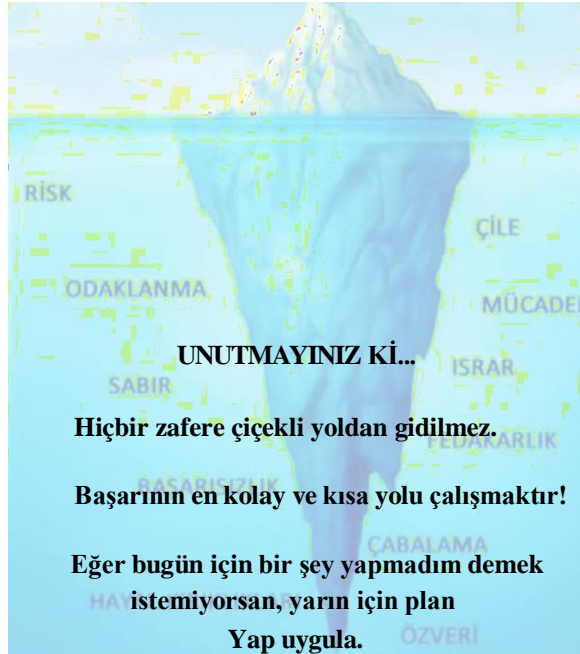 RİSK
ÇİLE
ODAKLANMA
MÜCADE
UNUTMAYINIZ Kİ...
ISRAR
SABIR
Hiçbir zafere çiçekli yoldan gidilmez.
FEDAKARLIK
BAŞARISIZLIK
Başarının en kolay ve kısa yolu çalışmaktır!
ÇABALAMA
Eğer bugün için bir şey yapmadım demek
istemiyorsan, yarın için plan
Yap uygula.
ÖZVERİ